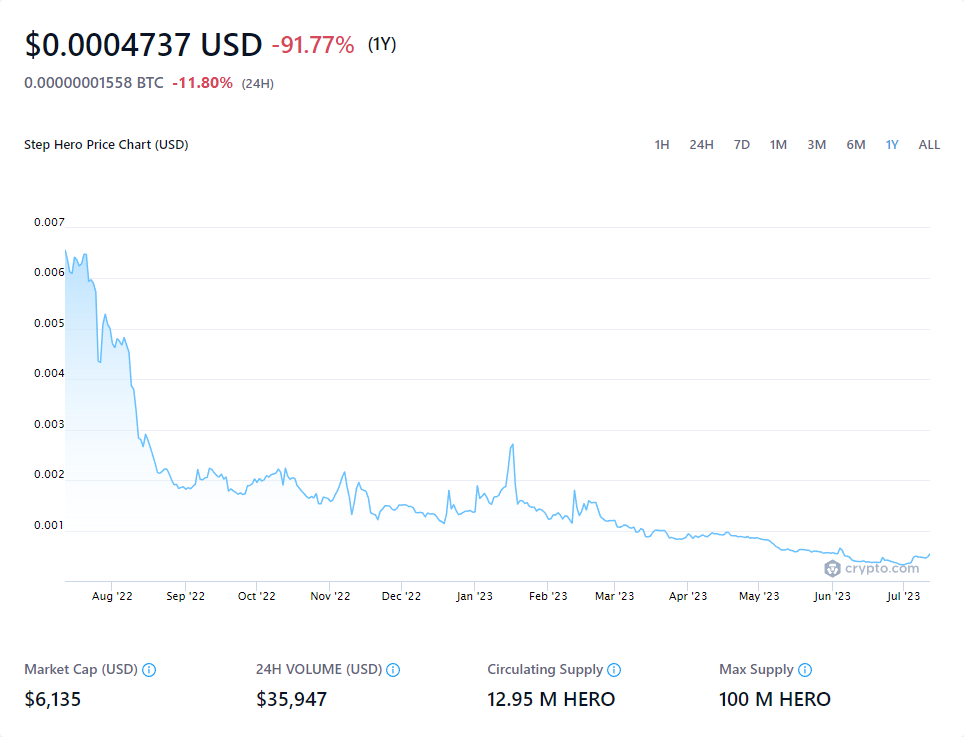 $0.0004737 USD -91.77% (1Y)
0.00000001558 BTC -11.80% (24H)
Step Hero Price Chart (USD) 1H 24H 7D 1M 3M 6M 1Y ALL
0.007
0.006
0.005
0.004
0.003
0.002
0.001
crypto.com
Aug '22 Sep '22 Oct '22 Nov '22 Dec '22 Jan '23 Feb '23 Mar '23 Apr '23 May '23 Jun '23 Jul '23
Market Cap (USD) 24H VOLUME (USD) Circulating Supply Max Supply
$6,135 $35,947 12.95 M HERO 100 M HERO